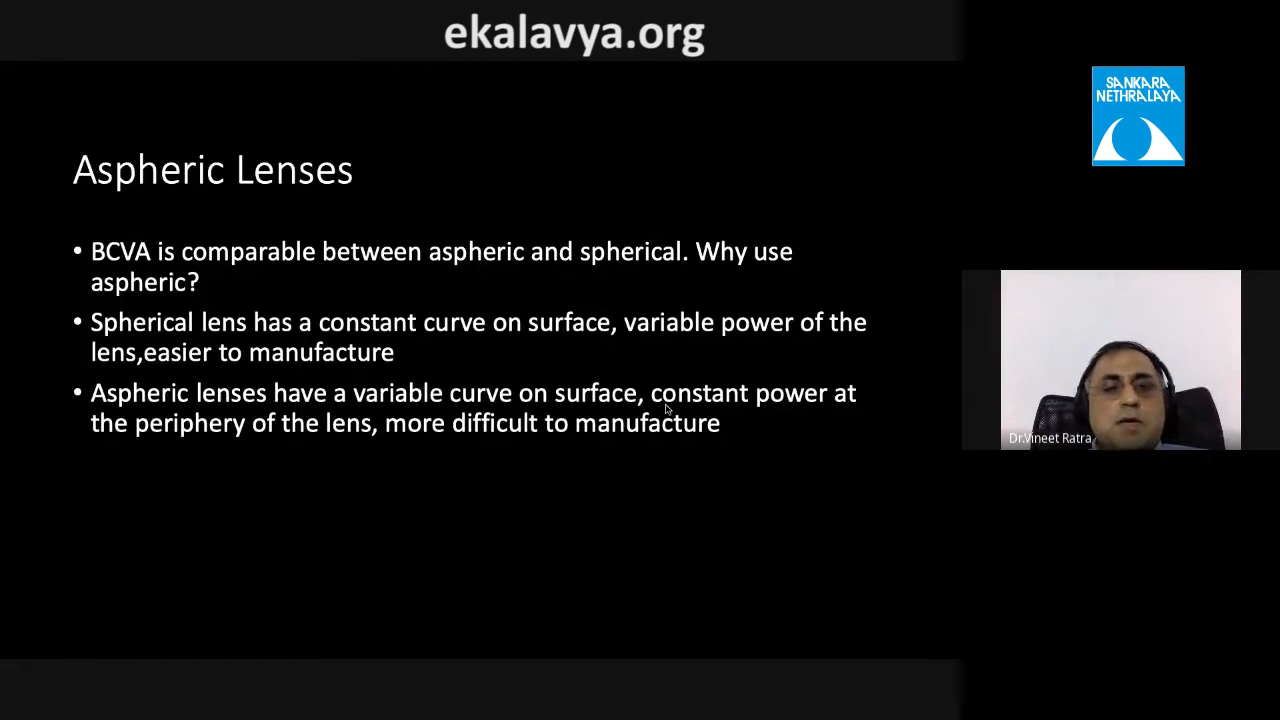 ekalavya.org
SANKARA
NETHRALAYA
Aspheric Lenses
• BCVA is comparable between aspheric and spherical. Why use
aspheric?
• Spherical lens has a constant curve on surface, variable power of the
lens,easier to manufacture
• Aspheric lenses have a variable curve on surface, constant power at
the periphery of the lens, more difficult to manufacture
Dr.Vineet Ratra